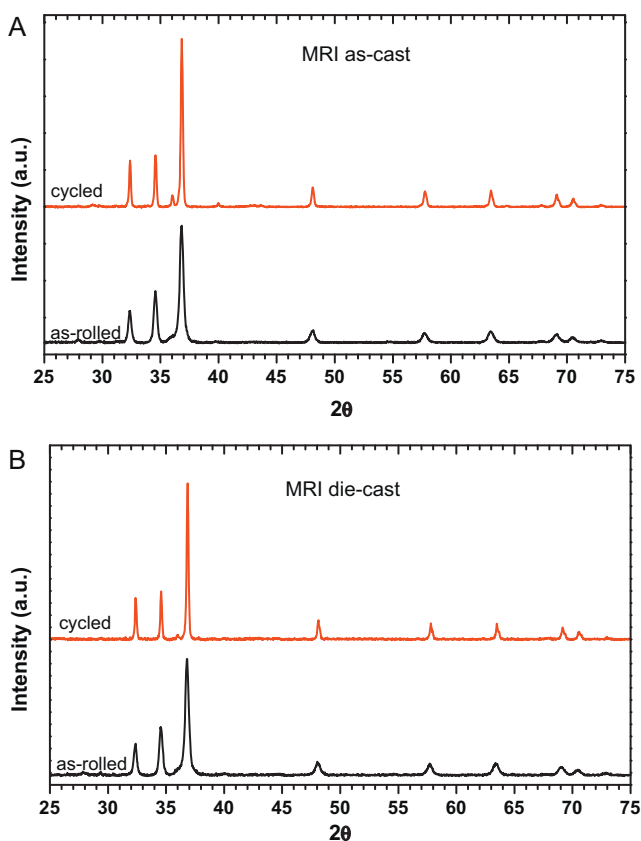 A
MRI as-cast
Intensity (a.u.)
cycled
as-rolled
25 30 35 40 45 50 55 60 65 70 75
2θ
B
MRI die-cast
Intensity (a.u.)
cycled
as-rolled
25 30 35 40 45 50 55 60 65 70 75
2θ